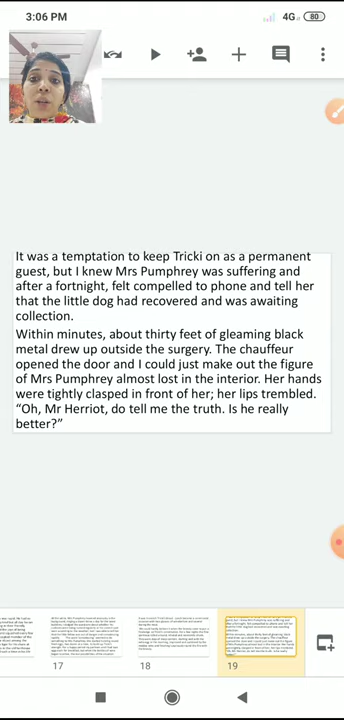 3:06 PM
4G
80
It was a temptation to keep Tricki on as a permanent
guest, but I knew Mrs Pumphrey was suffering and
after a fortnight, felt compelled to phone and tell her
that the little dog had recovered and was awaiting
collection.
Within minutes, about thirty feet of gleaming black
metal drew up outside the surgery. The chauffeur
opened the door and I could just make out the figure
of Mrs Pumphrey almost lost in the interior. Her hands
were tightly clasped in front of her; her lips trembled.
“Oh, Mr Herriot, do tell me the truth. Is he really
better?”
17
18
19